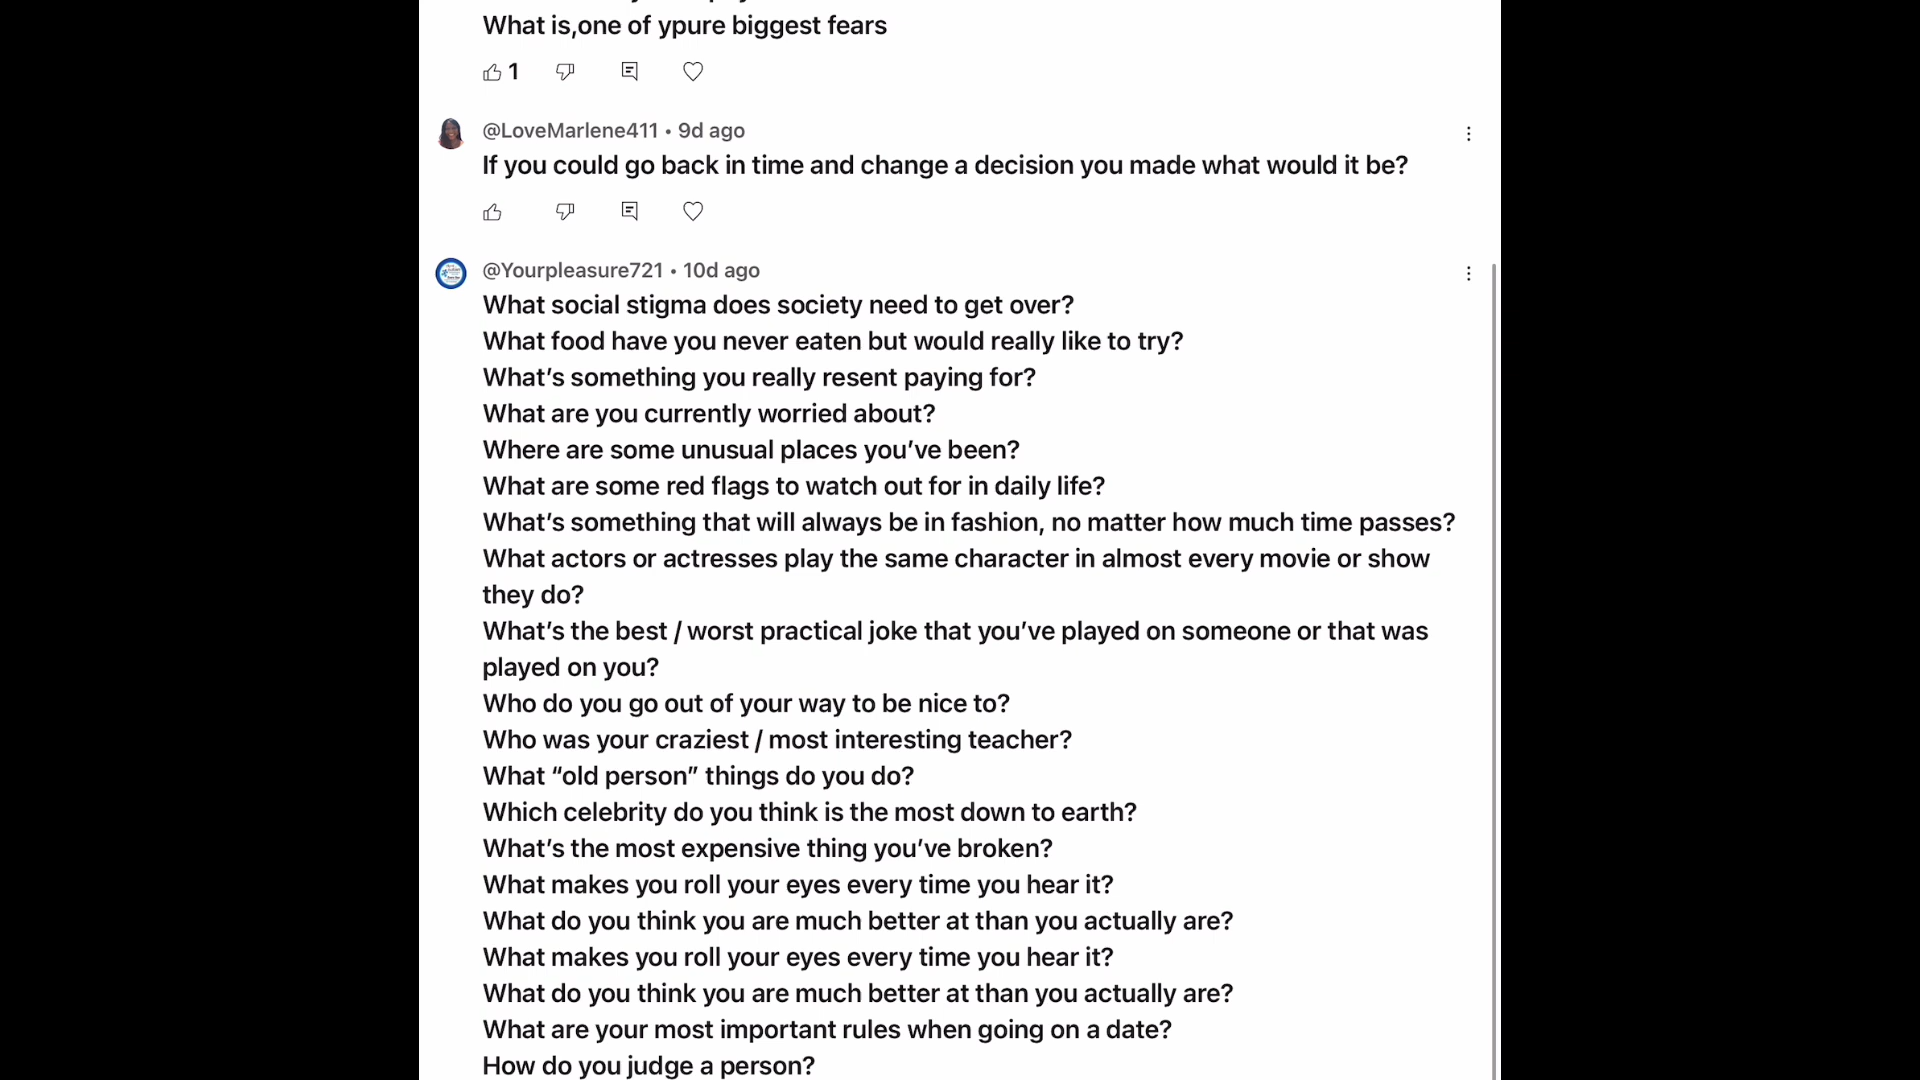 What is,one of ypure biggest fears
1
@LoveMarlene411 • 9d ago
If you could go back in time and change a decision you made what would it be?
@Yourpleasure721 • 10d ago
What social stigma does society need to get over?
What food have you never eaten but would really like to try?
What's something you really resent paying for?
What are you currently worried about?
Where are some unusual places you've been?
What are some red flags to watch out for in daily life?
What's something that will always be in fashion, no matter how much time passes?
What actors or actresses play the same character in almost every movie or show
they do?
What's the best / worst practical joke that you've played on someone or that was
played on you?
Who do you go out of your way to be nice to?
Who was your craziest / most interesting teacher?
What “old person” things do you do?
Which celebrity do you think is the most down to earth?
What's the most expensive thing you've broken?
What makes you roll your eyes every time you hear it?
What do you think you are much better at than you actually are?
What makes you roll your eyes every time you hear it?
What do you think you are much better at than you actually are?
What are your most important rules when going on a date?
How do you judge a person?